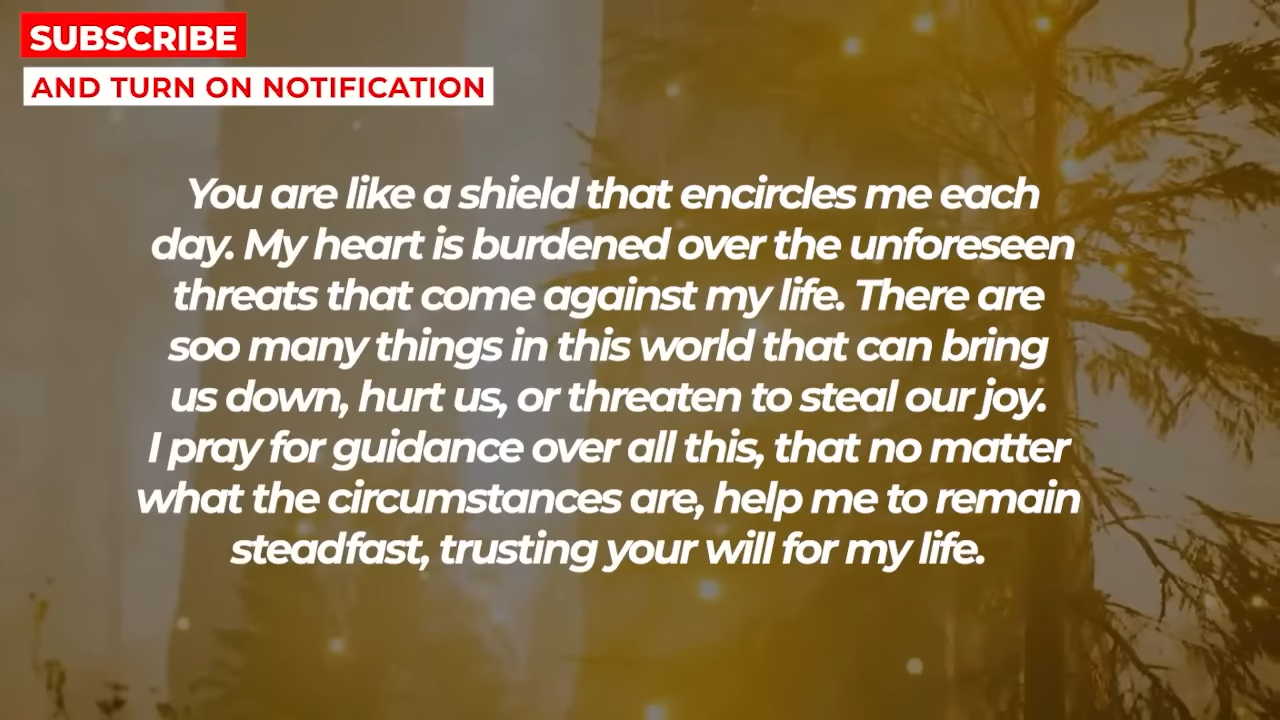 SUBSCRIBE
AND TURN ON NOTIFICATION
You are like a shield that encircles me each
day. My heart is burdened over the unforeseen
threats that come against my life. There are
soo many things in this world that can bring
us down, hurt us, or threaten to steal our joy.
I pray for guidance over all this, that no matter
what the circumstances are, help me to remain
steadfast, trusting your will for my life.